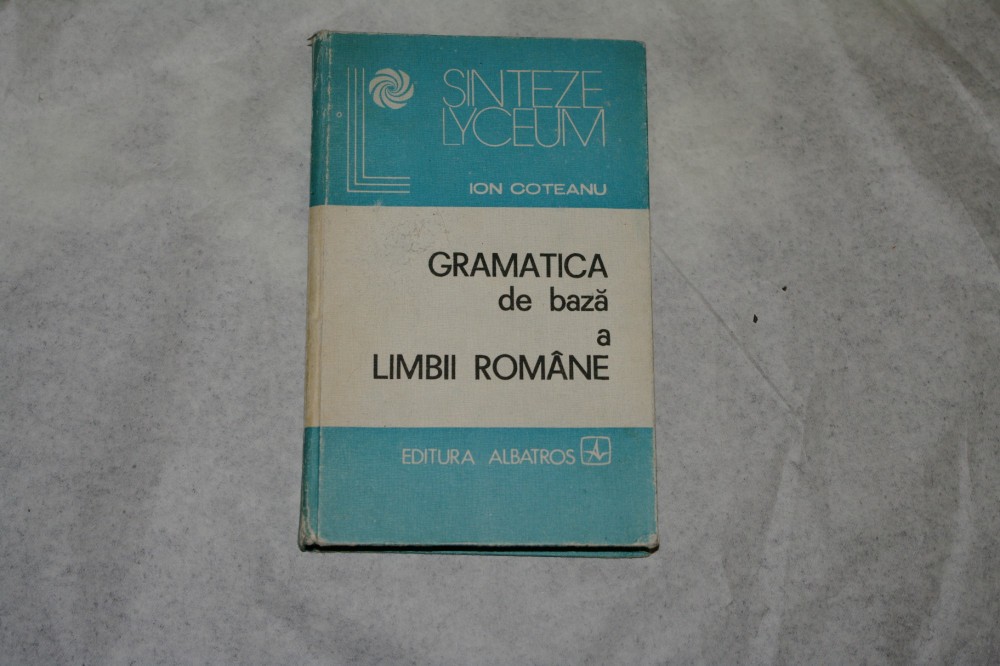 SINTEZE
LYCEUM
ION COTEANU
GRAMATICA
de bază
a
LIMBII ROMÂNE
EDITURA ALBATROS